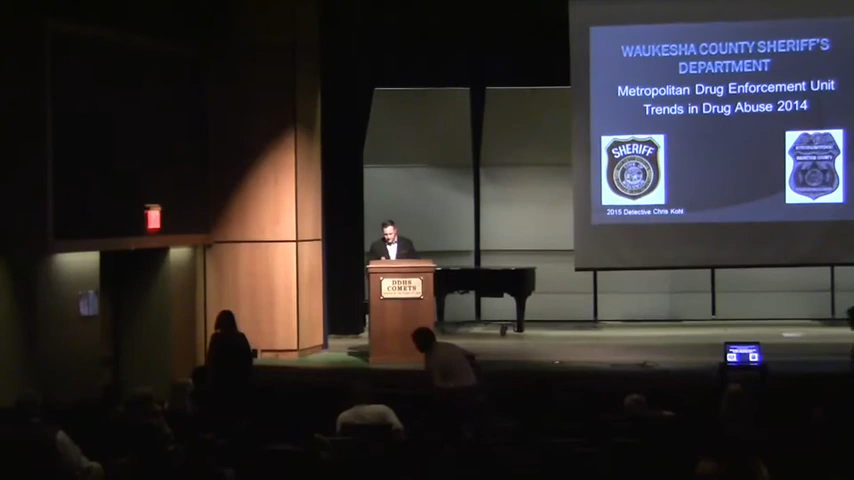 WAUKESHA COUNTY SHERIFF'S
DEPARTMENT
Metropolitan Drug Enforcement Unit
Trends in Drug Abuse 2014
SHERIFF
2015 Detective Chris Kohl
DDHS
COMETS